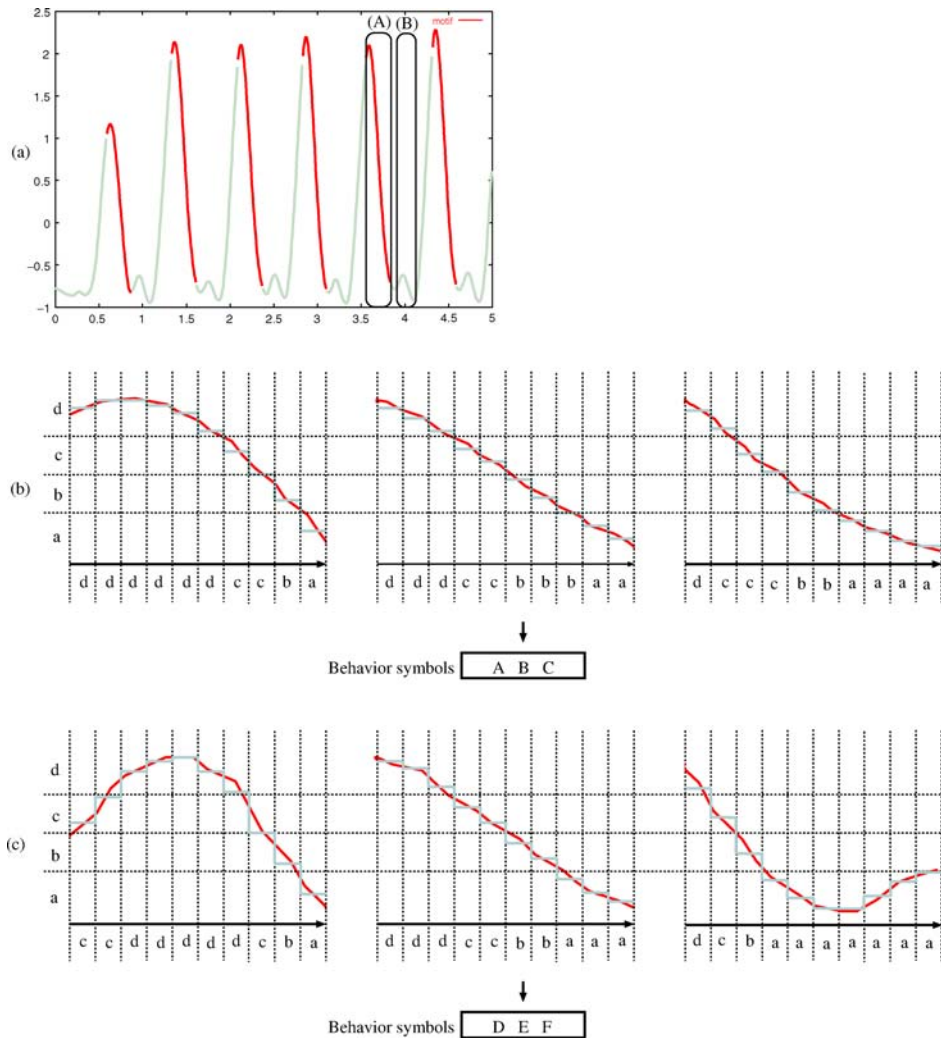 (A) (B)
motif
2.5
2
1.5
1
0.5
0
−0.5
−1
0 0.5 1 1.5 2 2.5 3 3.5 4 4.5 5
(a)
d
c
b
a
(b)
d d d d d d c c b a
d d d c c b b b a a
d c c c b b a a a a
Behavior symbols A B C
d
c
b
a
(c)
c c d d d d d c b a
d d d c c b b a a a
d c b a a a a a a a
Behavior symbols D E F